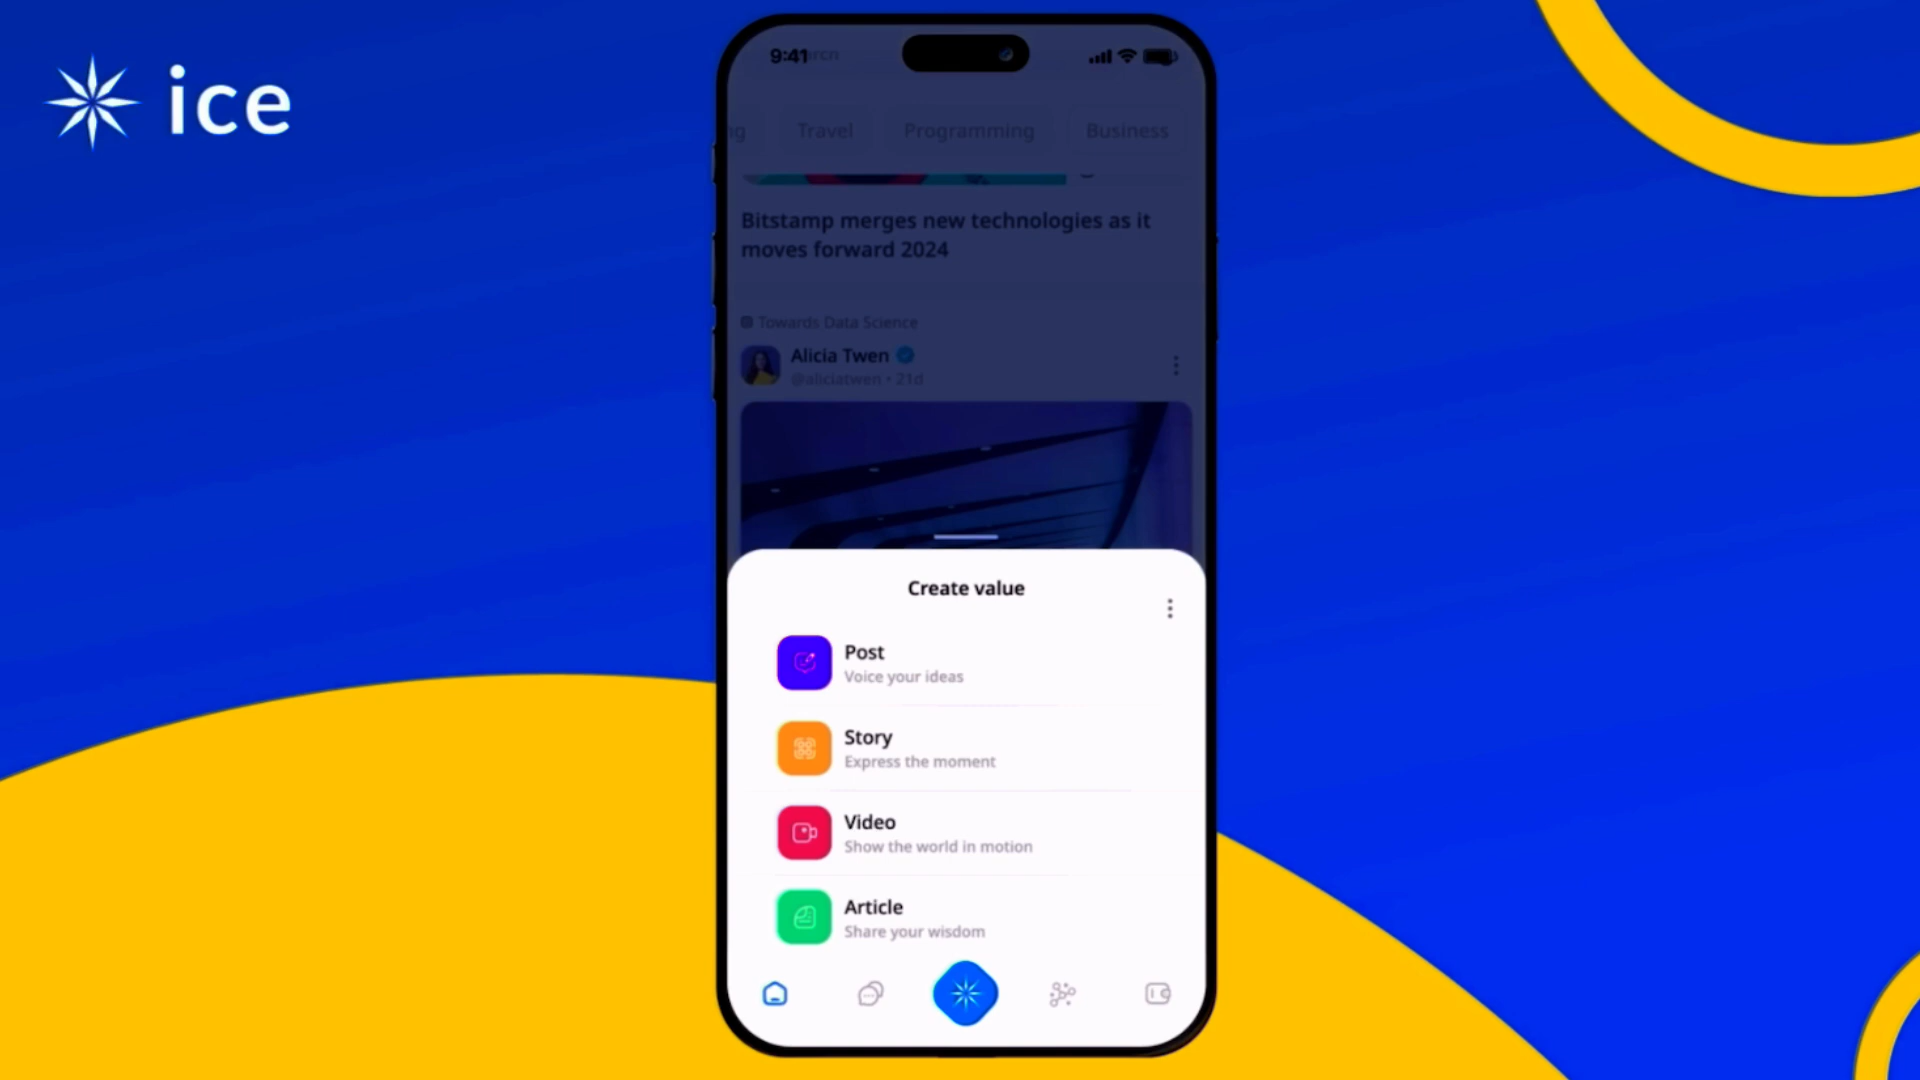 ice
9:41
Travel
Programming
Business
Bitstamp merges new technologies as it
moves forward 2024
Towards Data Science
Alicia Twen
@aliciatwen • 21d
Create value
Post
Voice your ideas
Story
Express the moment
Video
Show the world in motion
Article
Share your wisdom